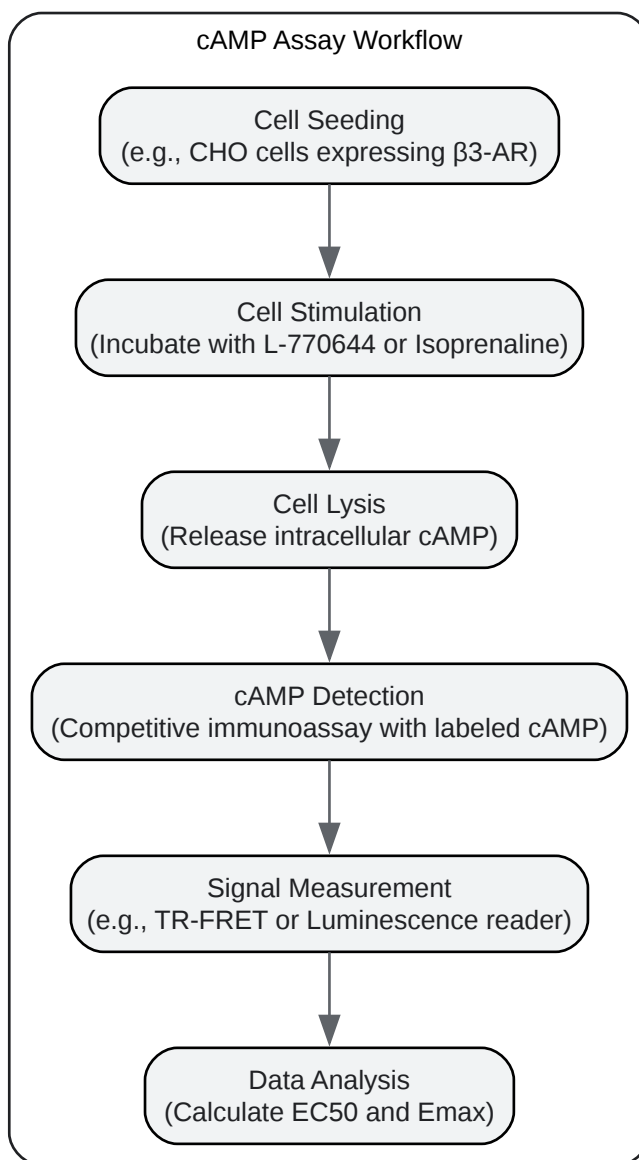 cAMP Assay Workflow
Cell Seeding
(e.g., CHO cells expressing β3-AR)
Cell Stimulation
(Incubate with L-770644 or Isoprenaline)
Cell Lysis
(Release intracellular cAMP)
cAMP Detection
(Competitive immunoassay with labeled cAMP)
Signal Measurement
(e.g., TR-FRET or Luminescence reader)
Data Analysis
(Calculate EC50 and Emax)